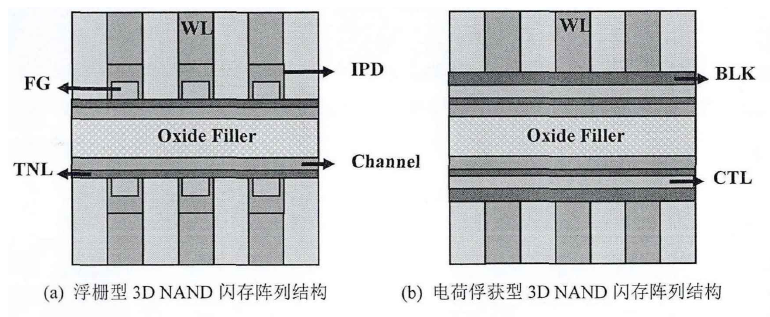 WL
FG
IPD
Oxide Filler
Channel
TNL
(a) 浮栅型 3D NAND 闪存阵列结构
WL
BLK
Oxide Filler
CTL
(b) 电荷俘获型 3D NAND 闪存阵列结构